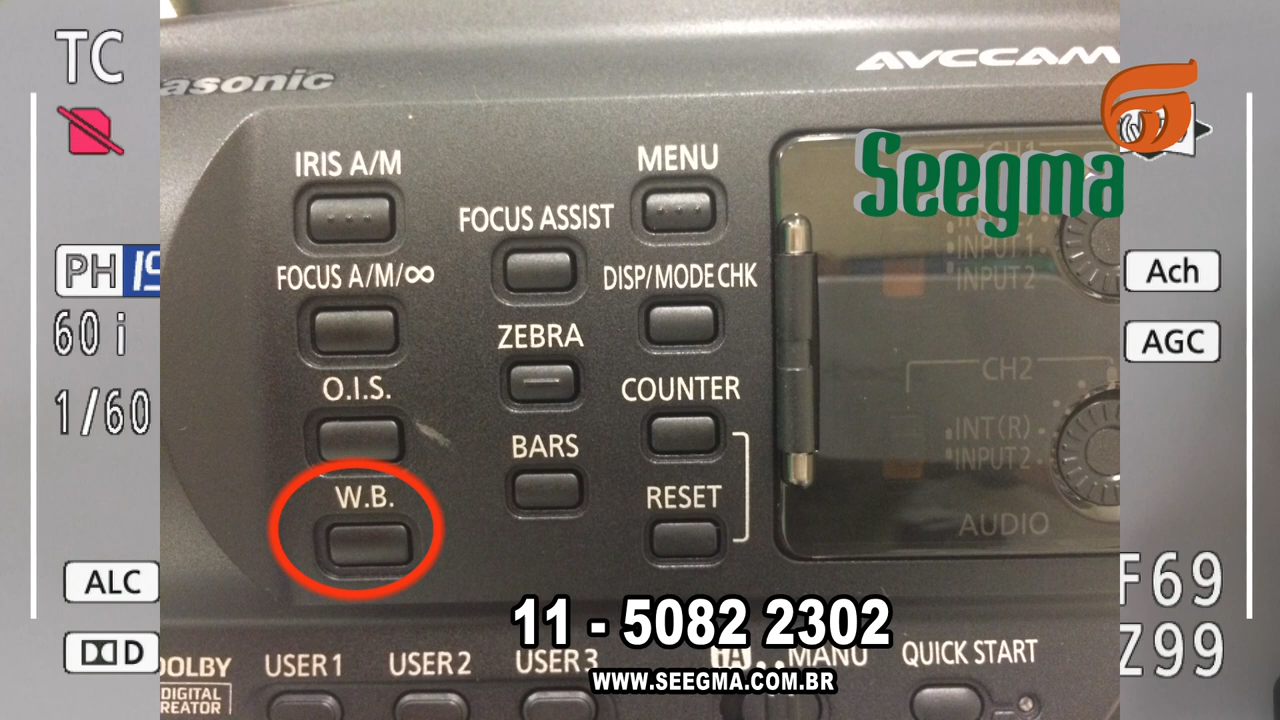 TC
asonic
AVCCAM
Seegma
IRIS A/M
MENU
CH1
FOCUS ASSIST
INPUT 1
INPUT 2
PH
60i
1/60
FOCUS A/M/∞
DISP/MODE CHK
Ach
AGC
ZEBRA
O.I.S.
COUNTER
CH2
INT(R)
INPUT2
BARS
W.B.
RESET
AUDIO
ALC
F69
D
Z99
11 - 5082 2302
DOLBY
DIGITAL
REATOR
USER1
USER2
USER3
MANU
QUICK START
WWW.SEEGMA.COM.BR